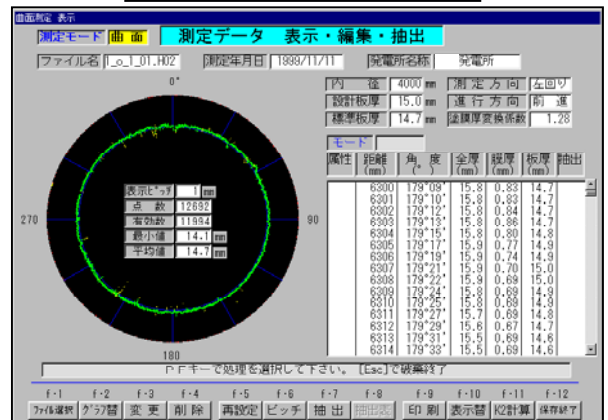 曲面測定 表示
測定モード 曲 面 測定データ 表示・編集・抽出
ファイル名 1_o_1_01.H02 測定年月日 1999/11/11 発電所名称 発電所
内 径 4000 mm 測定方向 左回り
設計板厚 15.0 mm 進行方向 前 進
標準板厚 14.7 mm 塗膜厚変換係数 1.28
モード
属性 距離(mm) 角 度(°) 全厚(mm) 膜厚(mm) 板厚(mm) 抽出
6300 179°09' 15.8 0.83 14.7
6301 179°10' 15.8 0.83 14.7
6302 179°12' 15.8 0.84 14.7
6303 179°13' 15.8 0.86 14.7
6304 179°15' 15.8 0.80 14.8
6305 179°17' 15.9 0.77 14.9
6306 179°19' 15.9 0.74 14.9
6307 179°21' 15.9 0.70 15.0
6308 179°22' 15.9 0.69 15.0
6309 179°24' 15.8 0.69 14.9
6310 179°25' 15.8 0.69 14.9
6311 179°27' 15.7 0.69 14.8
6312 179°29' 15.6 0.67 14.7
6313 179°31' 15.5 0.69 14.6
6314 179°33' 15.5 0.69 14.6
0°
270
90
180
表示ピッチ 1 mm
点 数 12692
有効数 11994
最小値 14.1 mm
平均値 14.7 mm
PFキーで処理を選択して下さい。 [Esc]で破棄終了
f・1 f・2 f・3 f・4 f・5 f・6 f・7 f・8 f・9 f・10 f・11 f・12
ファイル選択 グラフ替 変 更 削 除 再設定 ピッチ 抽 出 抽出表 印 刷 表示替 K2計算 保存終了